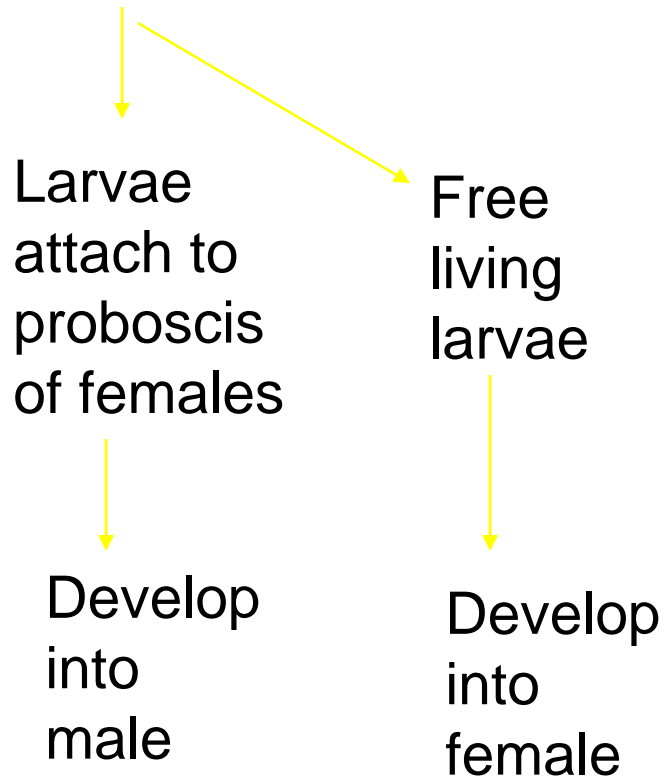 Larvae
attach to
proboscis
of females
Develop
into
male
Free
living
larvae
Develop
into
female